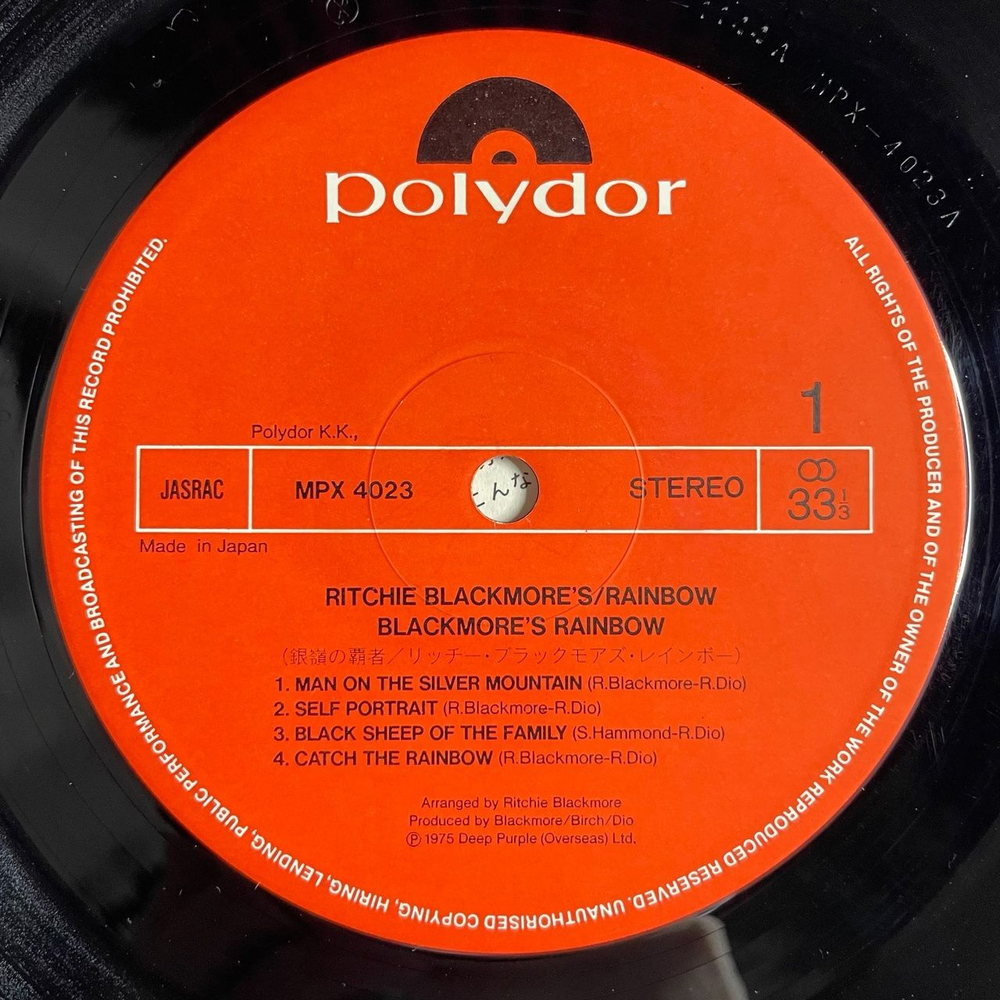 polydor
MPX-4023A
ALL RIGHTS OF THE PRODUCER AND OF THE OWNER OF THE WORK REPRODUCED RESERVED. UNAUTHORISED COPYING, HIRING, LENDING, PUBLIC PERFORMANCE AND BROADCASTING OF THIS RECORD PROHIBITED.
1
Polydor K.K.,
JASRAC MPX 4023 んな STEREO 33 1/3
Made in Japan
RITCHIE BLACKMORE'S/RAINBOW
BLACKMORE'S RAINBOW
(銀嶺の覇者/リッチー・ブラックモアズ・レインボー)
1. MAN ON THE SILVER MOUNTAIN (R.Blackmore-R.Dio)
2. SELF PORTRAIT (R.Blackmore-R.Dio)
3. BLACK SHEEP OF THE FAMILY (S.Hammond-R.Dio)
4. CATCH THE RAINBOW (R.Blackmore-R.Dio)
Arranged by Ritchie Blackmore
Produced by Blackmore/Birch/Dio
Ⓟ 1975 Deep Purple (Overseas) Ltd.